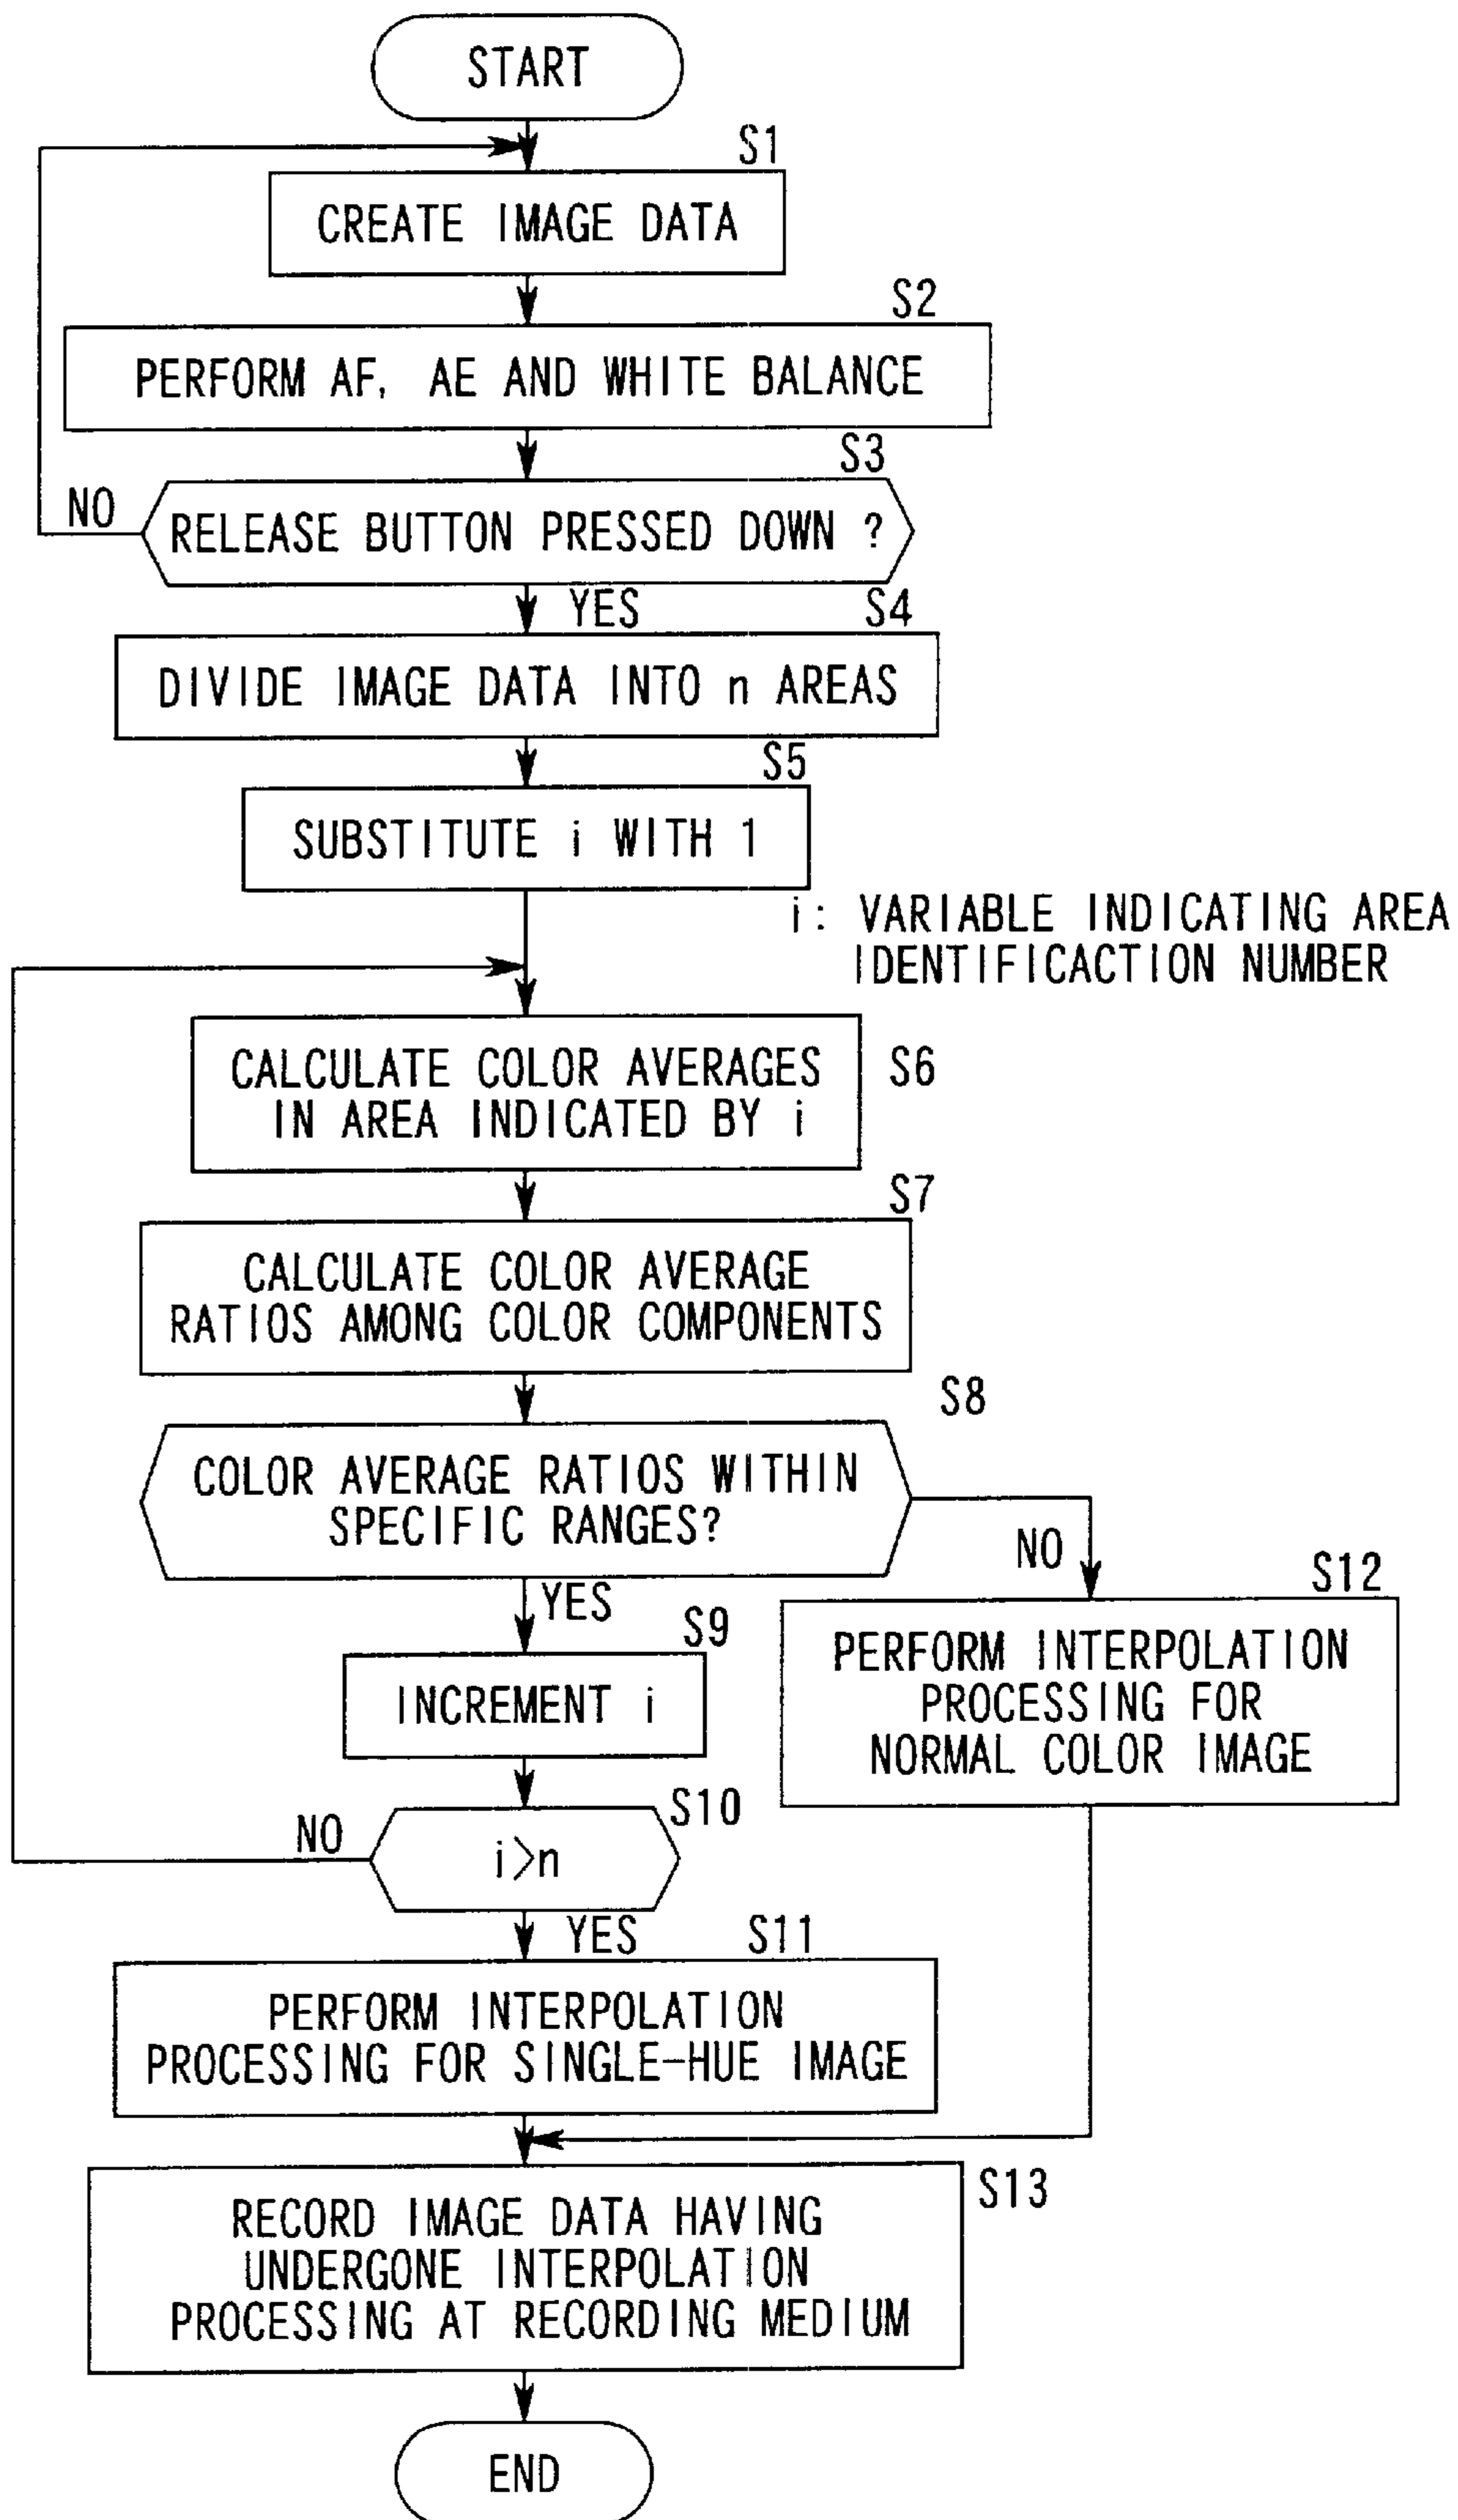 START
S1
CREATE IMAGE DATA
S2
PERFORM AF, AE AND WHITE BALANCE
S3
NO
RELEASE BUTTON PRESSED DOWN ?
YES
S4
DIVIDE IMAGE DATA INTO n AREAS
S5
SUBSTITUTE i WITH 1
i: VARIABLE INDICATING AREA
IDENTIFICACTION NUMBER
CALCULATE COLOR AVERAGES
IN AREA INDICATED BY i
S6
S7
CALCULATE COLOR AVERAGE
RATIOS AMONG COLOR COMPONENTS
S8
COLOR AVERAGE RATIOS WITHIN
SPECIFIC RANGES?
NO
YES
S12
PERFORM INTERPOLATION
PROCESSING FOR
NORMAL COLOR IMAGE
S9
INCREMENT i
S10
NO
i>n
YES
S11
PERFORM INTERPOLATION
PROCESSING FOR SINGLE-HUE IMAGE
S13
RECORD IMAGE DATA HAVING
UNDERGONE INTERPOLATION
PROCESSING AT RECORDING MEDIUM
END